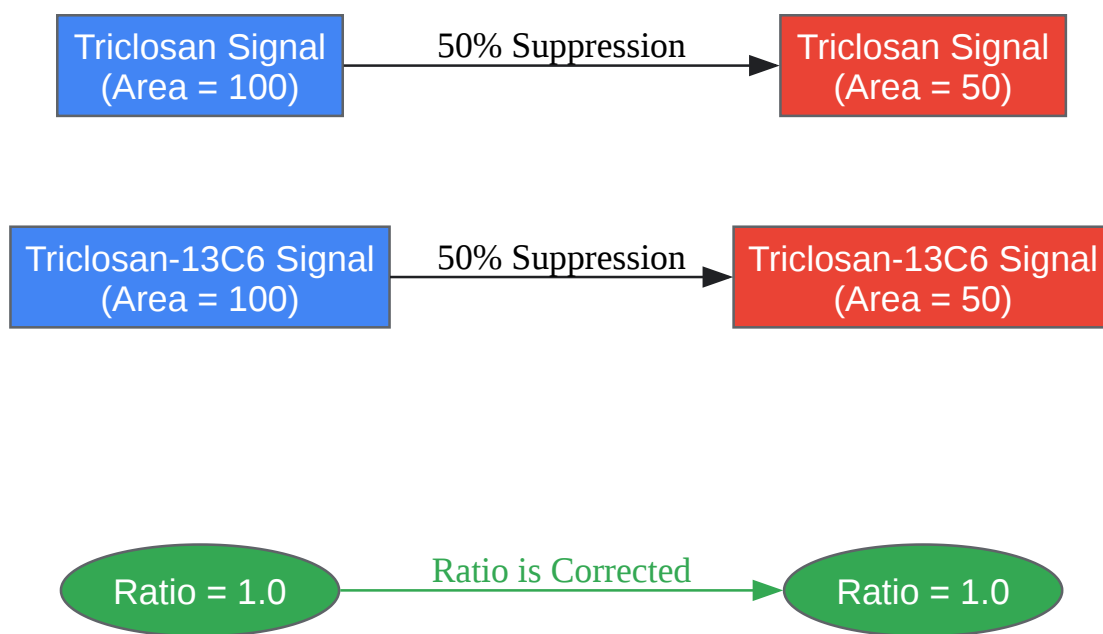 Triclosan Signal
(Area = 100)
50% Suppression
Triclosan Signal
(Area = 50)
Triclosan-13C6 Signal
(Area = 100)
50% Suppression
Triclosan-13C6 Signal
(Area = 50)
Ratio = 1.0
Ratio is Corrected
Ratio = 1.0